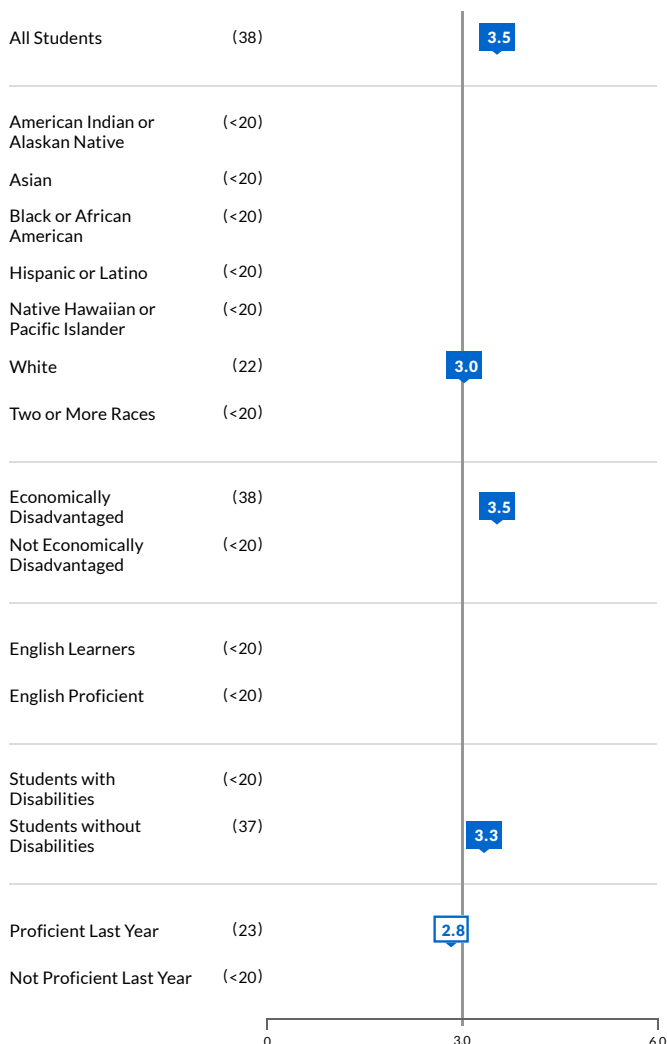 All Students (38) 3.5
American Indian or (<20)
Alaskan Native
Asian (<20)
Black or African (<20)
American
Hispanic or Latino (<20)
Native Hawaiian or (<20)
Pacific Islander
White (22) 3.0
Two or More Races (<20)
Economically (38) 3.5
Disadvantaged
Not Economically (<20)
Disadvantaged
English Learners (<20)
English Proficient (<20)
Students with (<20)
Disabilities
Students without (37) 3.3
Disabilities
Proficient Last Year (23) 2.8
Not Proficient Last Year (<20)
0 3.0 6.0